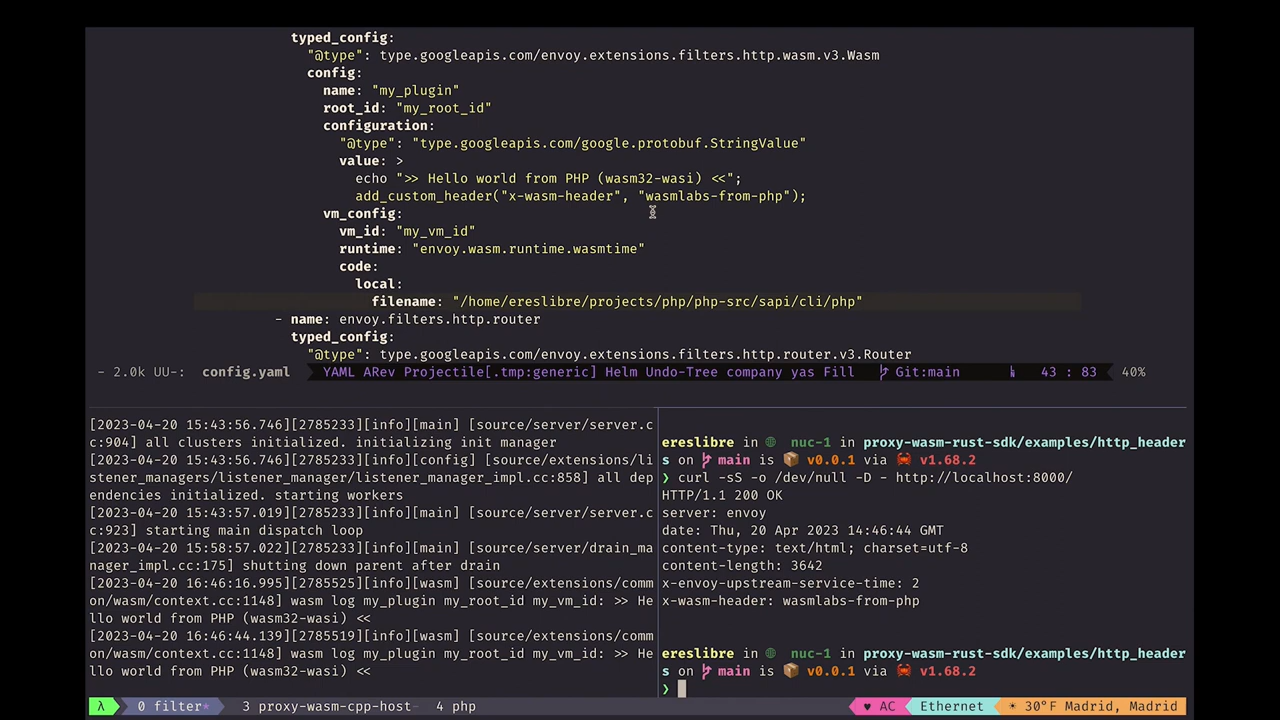 typed_config:
"@type": type.googleapis.com/envoy.extensions.filters.http.wasm.v3.Wasm
config:
name: "my_plugin"
root_id: "my_root_id"
configuration:
"@type": "type.googleapis.com/google.protobuf.StringValue"
value: >
echo ">> Hello world from PHP (wasm32-wasi) <<";
add_custom_header("x-wasm-header", "wasmlabs-from-php");
vm_config:
vm_id: "my_vm_id"
runtime: "envoy.wasm.runtime.wasmtime"
code:
local:
filename: "/home/ereslibre/projects/php/php-src/sapi/cli/php"
- name: envoy.filters.http.router
typed_config:
"@type": type.googleapis.com/envoy.extensions.filters.http.router.v3.Router
- 2.0k UU-: config.yaml YAML ARev Projectile[.tmp:generic] Helm Undo-Tree company yas Fill Git:main 43 : 83 40%
[2023-04-20 15:43:56.746][2785233][info][main] [source/server/server.c
c:904] all clusters initialized. initializing init manager
[2023-04-20 15:43:56.746][2785233][info][config] [source/extensions/li
stener_managers/listener_manager/listener_manager_impl.cc:858] all dep
endencies initialized. starting workers
[2023-04-20 15:43:57.019][2785233][info][main] [source/server/server.c
c:923] starting main dispatch loop
[2023-04-20 15:58:57.022][2785233][info][main] [source/server/drain_ma
nager_impl.cc:175] shutting down parent after drain
[2023-04-20 16:46:16.995][2785525][info][wasm] [source/extensions/comm
on/wasm/context.cc:1148] wasm log my_plugin my_root_id my_vm_id: >> He
llo world from PHP (wasm32-wasi) <<
[2023-04-20 16:46:44.139][2785519][info][wasm] [source/extensions/comm
on/wasm/context.cc:1148] wasm log my_plugin my_root_id my_vm_id: >> He
llo world from PHP (wasm32-wasi) <<
ereslibre in 🌐 nuc-1 in proxy-wasm-rust-sdk/examples/http_header
s on main is 📦 v0.0.1 via 🦀 v1.68.2
❯ curl -sS -o /dev/null -D - http://localhost:8000/
HTTP/1.1 200 OK
server: envoy
date: Thu, 20 Apr 2023 14:46:44 GMT
content-type: text/html; charset=utf-8
content-length: 3642
x-envoy-upstream-service-time: 2
x-wasm-header: wasmlabs-from-php
ereslibre in 🌐 nuc-1 in proxy-wasm-rust-sdk/examples/http_header
s on main is 📦 v0.0.1 via 🦀 v1.68.2
❯
λ 0 filter* 3 proxy-wasm-cpp-host- 4 php ♥ AC Ethernet ☀ 30°F Madrid, Madrid